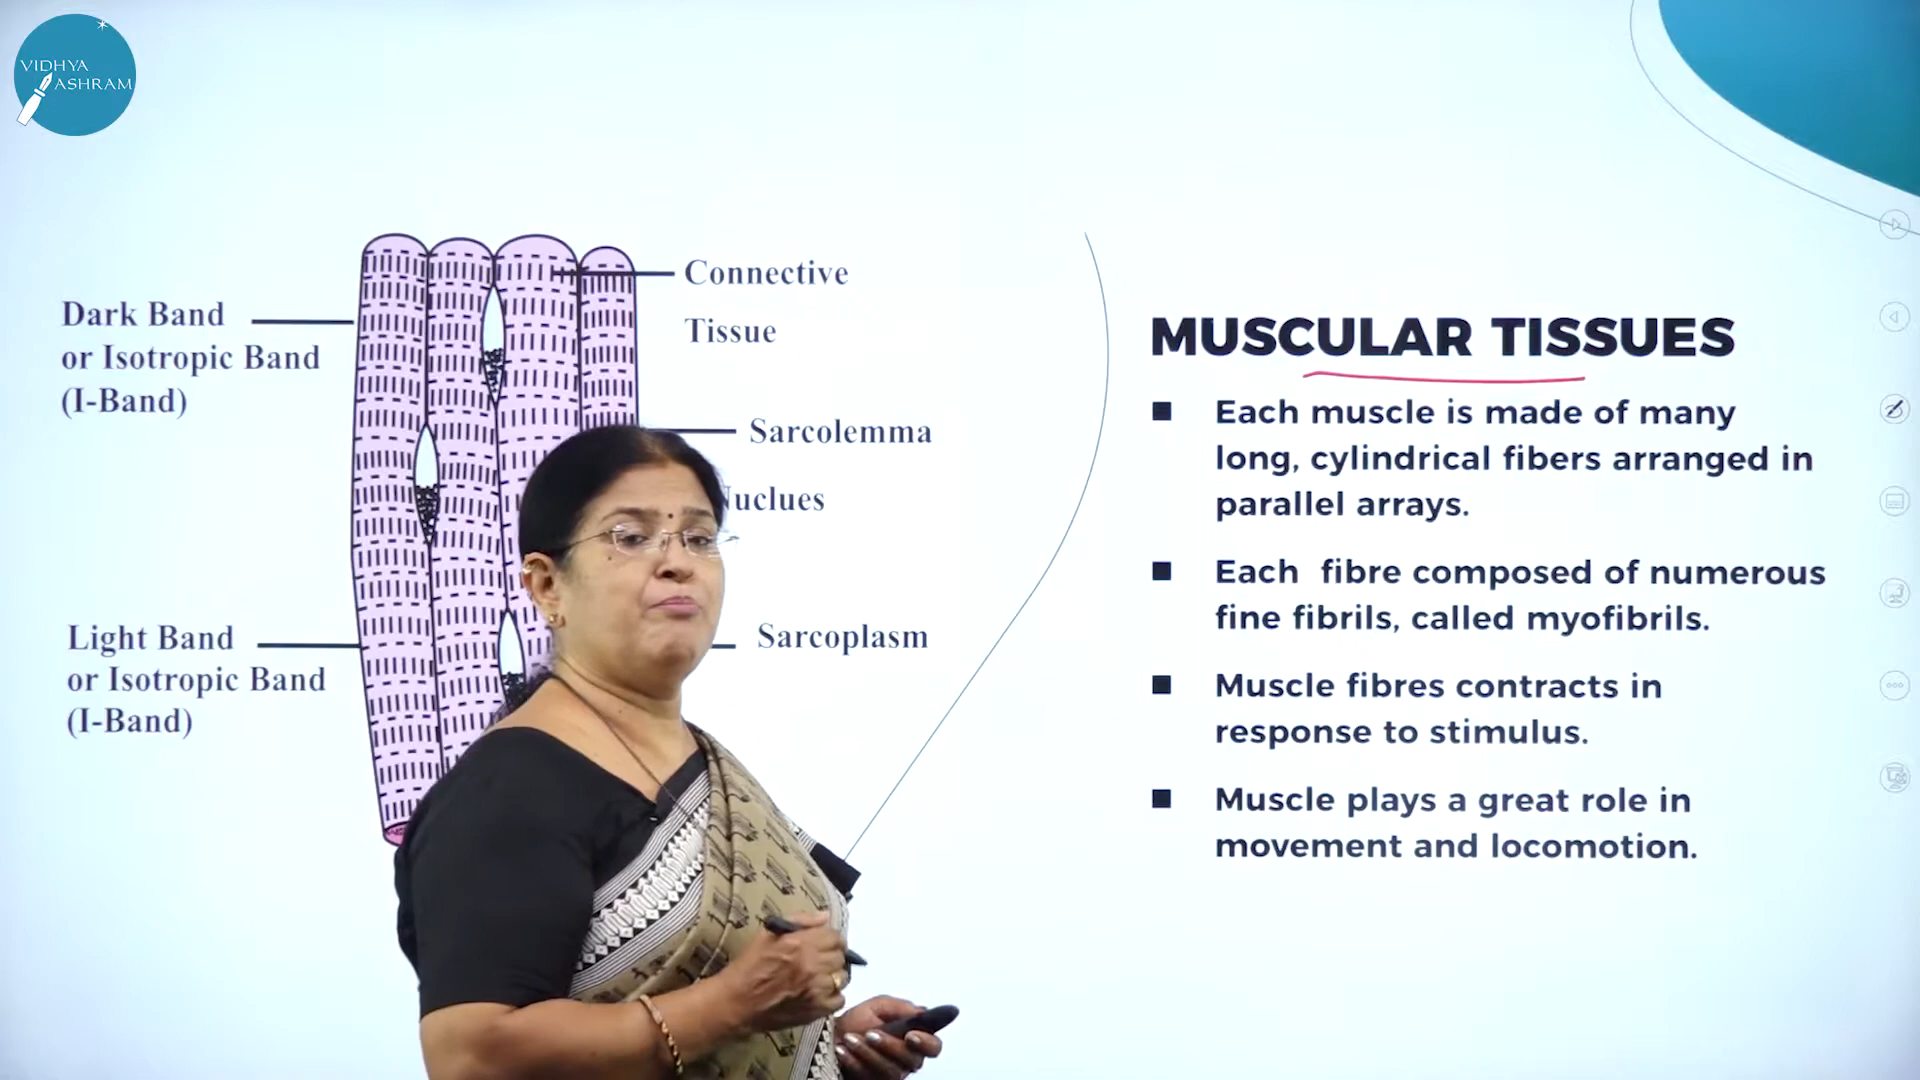 VIDHYA
ASHRAM
Dark Band
or Isotropic Band
(I-Band)
Light Band
or Isotropic Band
(I-Band)
Connective
Tissue
Sarcolemma
Nuclues
Sarcoplasm
MUSCULAR TISSUES
Each muscle is made of many
long, cylindrical fibers arranged in
parallel arrays.
Each fibre composed of numerous
fine fibrils, called myofibrils.
Muscle fibres contracts in
response to stimulus.
Muscle plays a great role in
movement and locomotion.